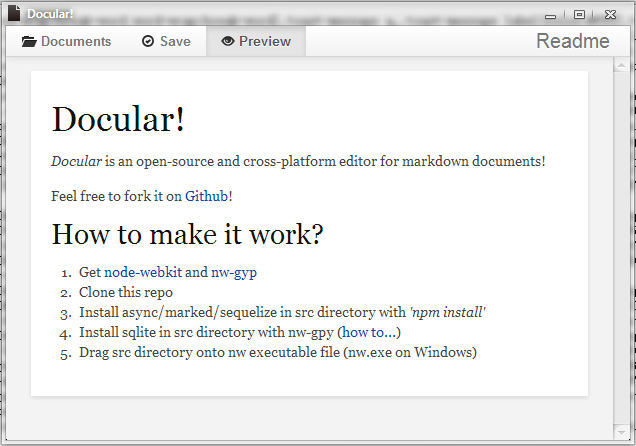 Docular!
Documents Save Preview Readme
Docular!
Docular is an open-source and cross-platform editor for markdown documents!
Feel free to fork it on Github!
How to make it work?
1. Get node-webkit and nw-gyp
2. Clone this repo
3. Install async/marked/sequelize in src directory with 'npm install'
4. Install sqlite in src directory with nw-gpy (how to...)
5. Drag src directory onto nw executable file (nw.exe on Windows)